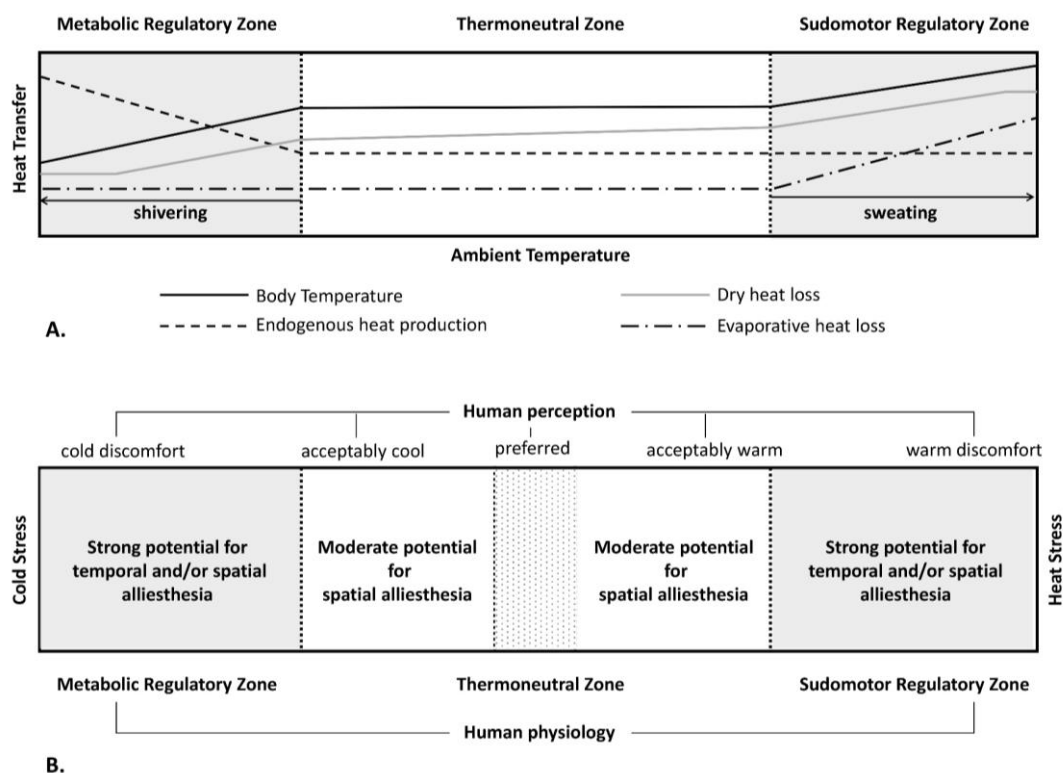 Metabolic Regulatory Zone Thermoneutral Zone Sudomotor Regulatory Zone
Heat Transfer
shivering sweating
Ambient Temperature
Body Temperature Dry heat loss
Endogenous heat production Evaporative heat loss
A.
Human perception
cold discomfort acceptably cool preferred acceptably warm warm discomfort
Cold Stress
Strong potential for
temporal and/or spatial
alliesthesia
Moderate potential
for
spatial alliesthesia
Moderate potential
for
spatial alliesthesia
Strong potential for
temporal and/or spatial
alliesthesia
Heat Stress
Metabolic Regulatory Zone Thermoneutral Zone Sudomotor Regulatory Zone
Human physiology
B.